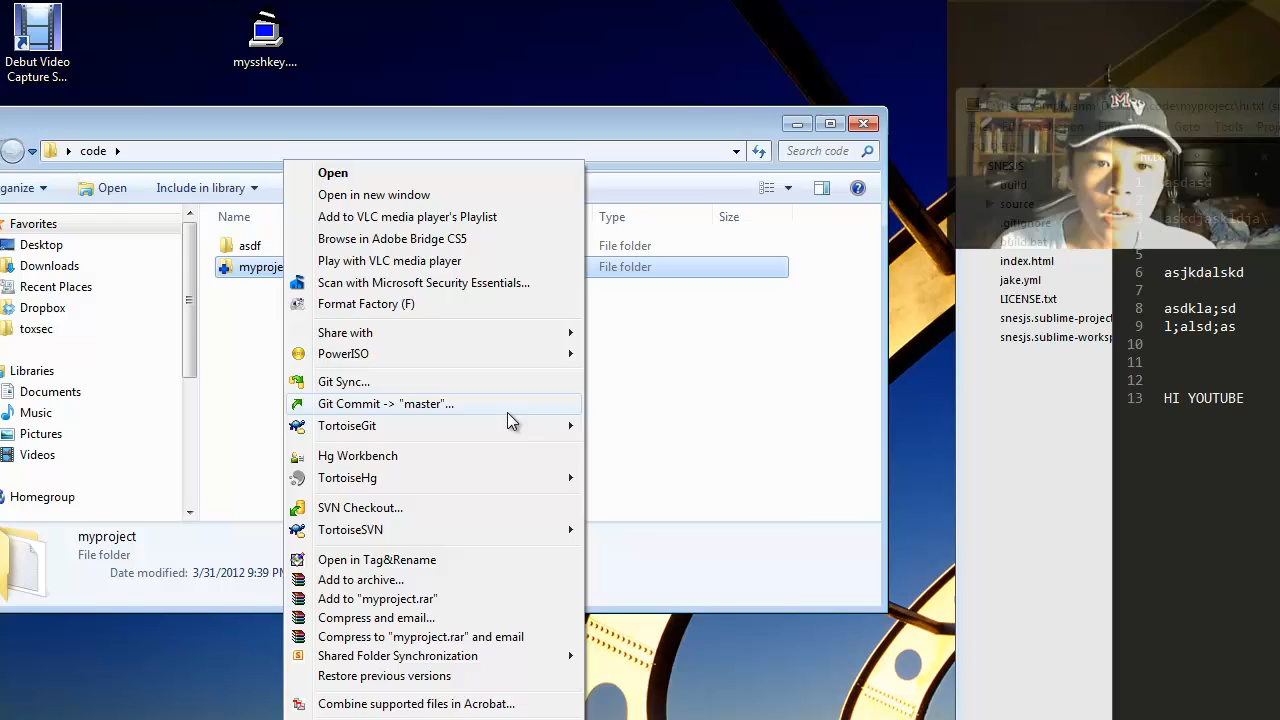 Debut Video
Capture S...
mysshkey....
code
Search code
ganize
Open
Include in library
Name
Type
Size
Favorites
Desktop
Downloads
Recent Places
Dropbox
toxsec
Libraries
Documents
Music
Pictures
Videos
Homegroup
asdf
File folder
myproje
File folder
Open
Open in new window
Add to VLC media player's Playlist
Browse in Adobe Bridge CS5
Play with VLC media player
Scan with Microsoft Security Essentials...
Format Factory (F)
Share with
PowerISO
Git Sync...
Git Commit -> "master"...
TortoiseGit
Hg Workbench
TortoiseHg
SVN Checkout...
TortoiseSVN
Open in Tag&Rename
Add to archive...
Add to "myproject.rar"
Compress and email...
Compress to "myproject.rar" and email
Shared Folder Synchronization
Restore previous versions
Combine supported files in Acrobat...
myproject
File folder
Date modified: 3/31/2012 9:39 PM
Goto Tools
SNESJS
build
source
.gitignore
build.bat
index.html
jake.yml
LICENSE.txt
snesjs.sublime-project
snesjs.sublime-worksp
1 asdasd
2
3 askdjaskldja\
5
6 asjkdalskd
7
8 asdkla;sd
9 l;alsd;as
10
11
12
13 HI YOUTUBE